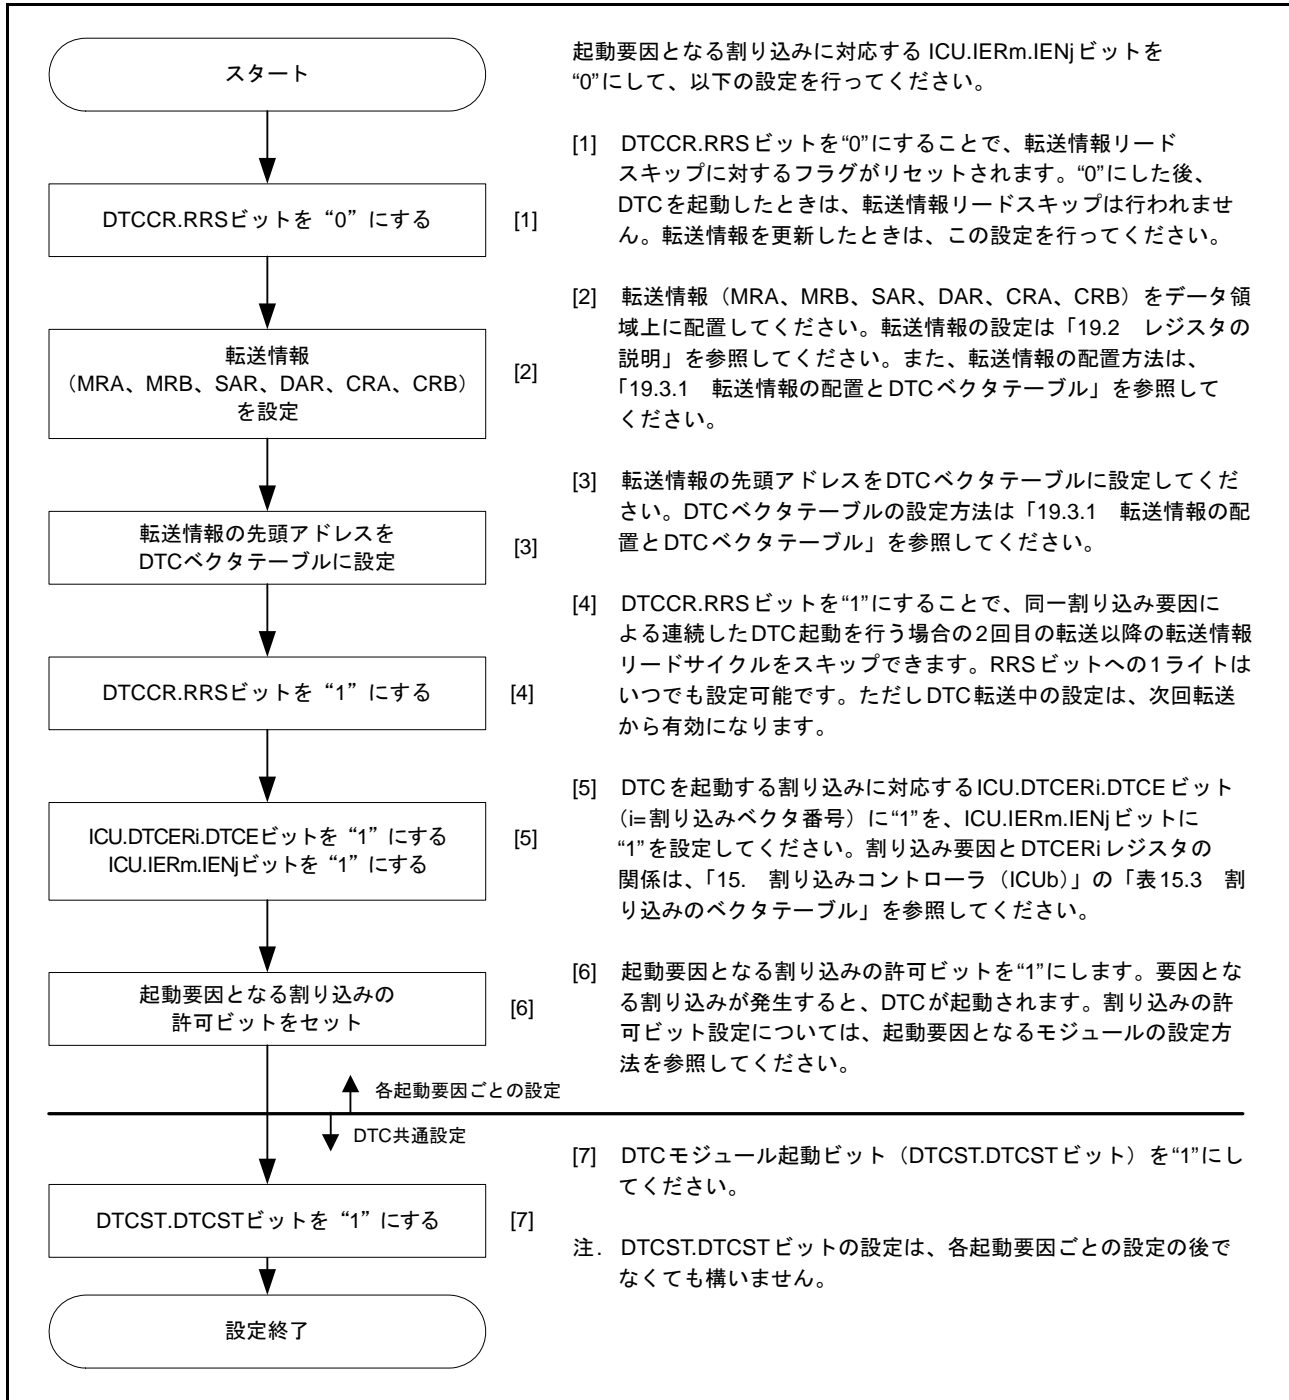 スタート
DTCCR.RRSビットを“0”にする
[1]
転送情報
(MRA、MRB、SAR、DAR、CRA、CRB)
を設定
[2]
転送情報の先頭アドレスを
DTCベクタテーブルに設定
[3]
DTCCR.RRSビットを“1”にする
[4]
ICU.DTCERi.DTCEビットを“1”にする
ICU.IERm.IENjビットを“1”にする
[5]
起動要因となる割り込みの
許可ビットをセット
[6]
各起動要因ごとの設定
DTC共通設定
DTCST.DTCSTビットを“1”にする
[7]
設定終了
起動要因となる割り込みに対応する ICU.IERm.IENjビットを
“0”にして、以下の設定を行ってください。
[1] DTCCR.RRSビットを“0”にすることで、転送情報リード
スキップに対するフラグがリセットされます。“0”にした後、
DTCを起動したときは、転送情報リードスキップは行われませ
ん。転送情報を更新したときは、この設定を行ってください。
[2] 転送情報（MRA、MRB、SAR、DAR、CRA、CRB）をデータ領
域上に配置してください。転送情報の設定は「19.2 レジスタの
説明」を参照してください。また、転送情報の配置方法は、
「19.3.1 転送情報の配置とDTCベクタテーブル」を参照して
ください。
[3] 転送情報の先頭アドレスをDTCベクタテーブルに設定してくだ
さい。DTCベクタテーブルの設定方法は「19.3.1 転送情報の配
置とDTCベクタテーブル」を参照してください。
[4] DTCCR.RRSビットを“1”にすることで、同一割り込み要因に
よる連続したDTC起動を行う場合の2回目の転送以降の転送情報
リードサイクルをスキップできます。RRSビットへの1ライトは
いつでも設定可能です。ただしDTC転送中の設定は、次回転送
から有効になります。
[5] DTCを起動する割り込みに対応するICU.DTCERi.DTCEビット
（i=割り込みベクタ番号）に“1”を、ICU.IERm.IENjビットに
“1”を設定してください。割り込み要因とDTCERiレジスタの
関係は、「15. 割り込みコントローラ（ICUb）」の「表15.3 割
り込みのベクタテーブル」を参照してください。
[6] 起動要因となる割り込みの許可ビットを“1”にします。要因とな
る割り込みが発生すると、DTCが起動されます。割り込みの許
可ビット設定については、起動要因となるモジュールの設定方
法を参照してください。
[7] DTCモジュール起動ビット（DTCST.DTCSTビット）を“1”にし
てください。
注. DTCST.DTCSTビットの設定は、各起動要因ごとの設定の後で
なくても構いません。